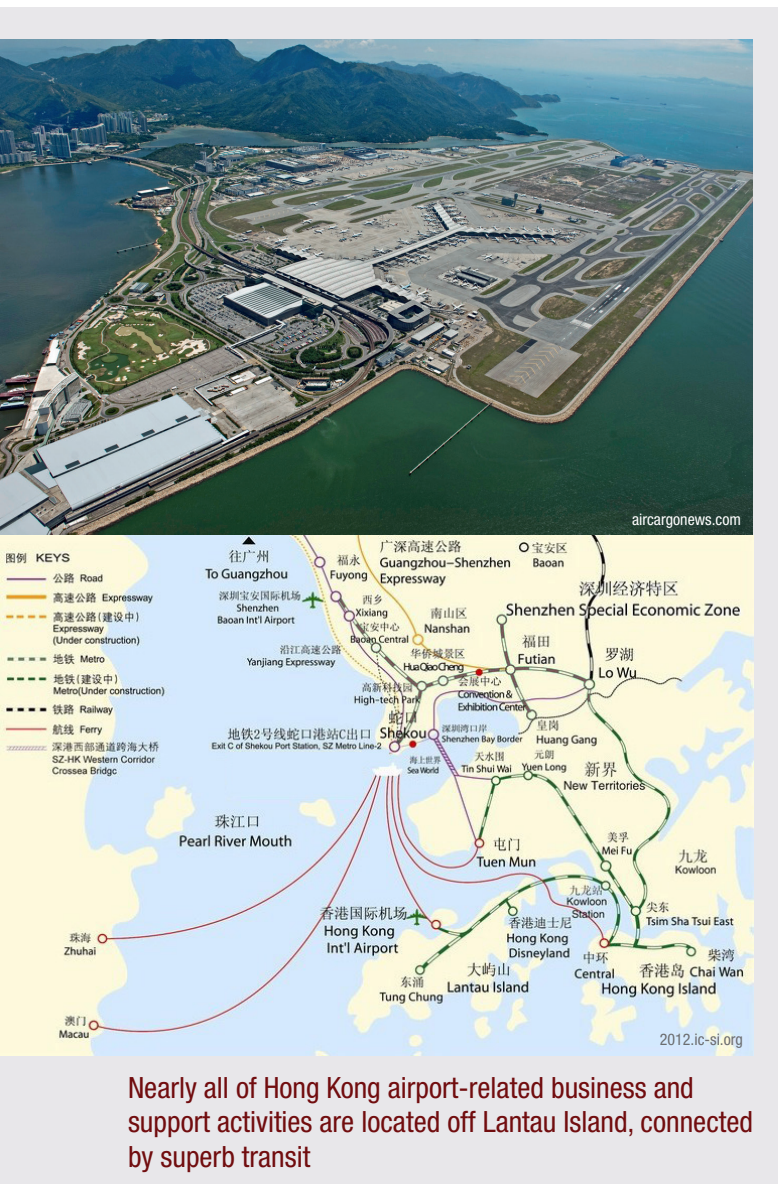 aircargonews.com
图例 KEYS
公路 Road
高速公路 Expressway
高速公路(建设中)
Expressway
(Under construction)
地铁 Metro
地铁(建设中)
Metro(Under construction)
铁路 Railway
航线 Ferry
深港西部通道跨海大桥
SZ-HK Western Corridor
Crossea Bridgc
往广州
To Guangzhou
福永
Fuyong
广深高速公路
Guangzhou–Shenzhen
Expressway
宝安区
Baoan
深圳宝安国际机场
Shenzhen
Baoan Int'l Airport
西乡
Xixiang
宝安中心
Baoan Central
南山区
Nanshan
深圳经济特区
Shenzhen Special Economic Zone
沿江高速公路
Yanjiang Expressway
华侨城景区
HuaQiaoCheng
福田
Futian
罗湖
Lo Wu
高新科技园
High-tech Park
会展中心
Convention &
Exhibition Center
蛇口
Shekou
地铁2号线蛇口港站C出口
Exit C of Shekou Port Station, SZ Metro Line-2
深圳湾口岸
Shenzhen Bay Border
皇岗
Huang Gang
海上世界
Sea World
天水围
Tin Shui Wai
元朗
Yuen Long
新界
New Territories
珠江口
Pearl River Mouth
屯门
Tuen Mun
美孚
Mei Fu
九龙
Kowloon
九龙站
Kowloon
Station
香港国际机场
Hong Kong
Int'l Airport
香港迪士尼
Hong Kong
Disneyland
尖东
Tsim Sha Tsui East
珠海
Zhuhai
东涌
Tung Chung
大屿山
Lantau Island
中环
Central
香港岛
Hong Kong Island
柴湾
Chai Wan
澳门
Macau
2012.ic-si.org
Nearly all of Hong Kong airport-related business and
support activities are located off Lantau Island, connected
by superb transit